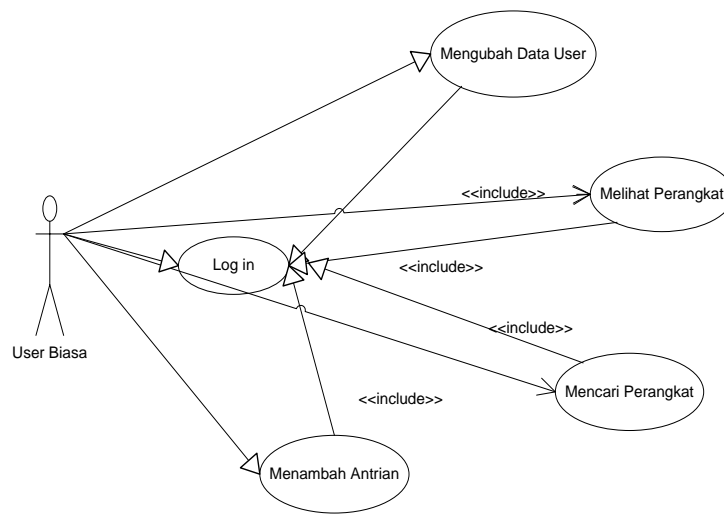 Mengubah Data User
<<include>>
Melihat Perangkat
Log in
<<include>>
<<include>>
User Biasa
Mencari Perangkat
<<include>>
Menambah Antrian